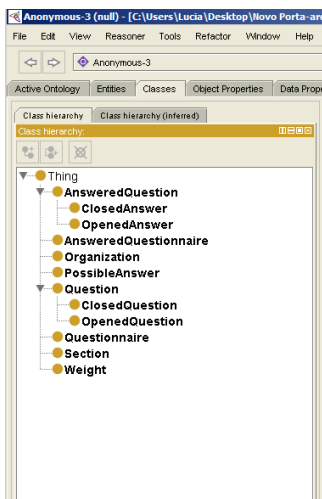 Anonymous-3 (null) - [C:\Users\Lucia\Desktop\Novo Porta-ar
File Edit View Reasoner Tools Refactor Window Help
Anonymous-3
Active Ontology Entities Classes Object Properties Data Prop
Class hierarchy Class hierarchy (inferred)
Class hierarchy:
Thing
AnsweredQuestion
ClosedAnswer
OpenedAnswer
AnsweredQuestionnaire
Organization
PossibleAnswer
Question
ClosedQuestion
OpenedQuestion
Questionnaire
Section
Weight